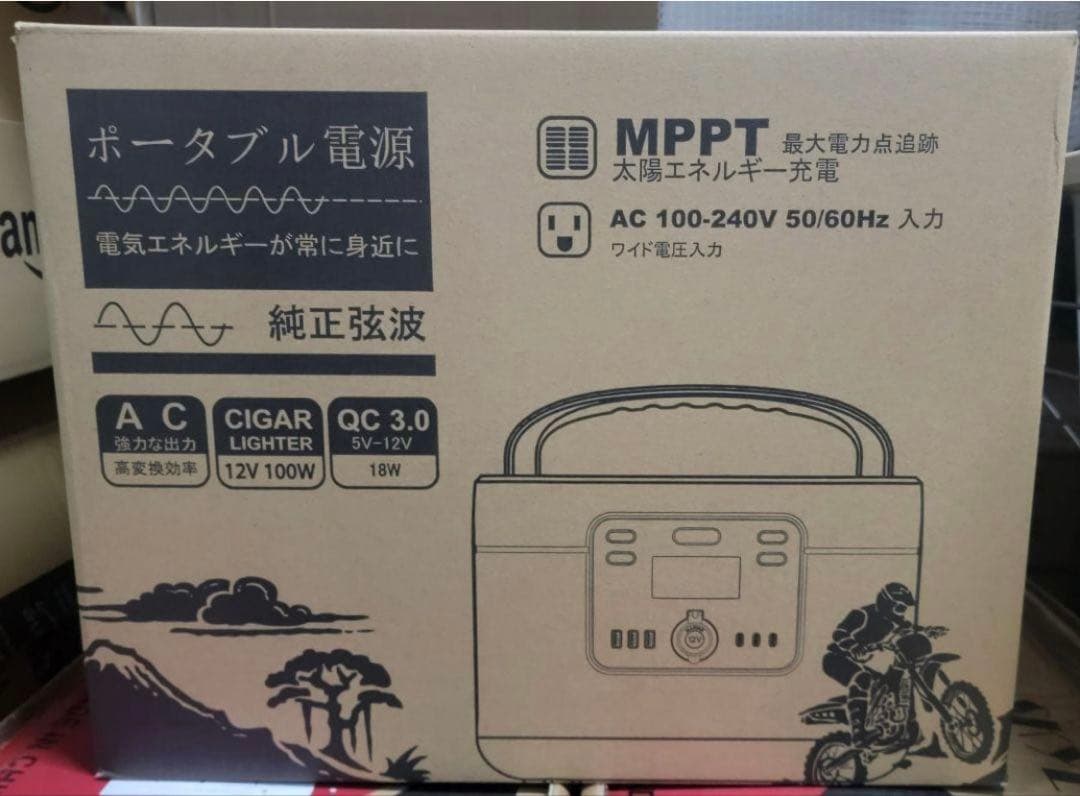 ポータブル電源
電気エネルギーが常に身近に
純正弦波
AC
強力な出力
高変換効率
CIGAR
LIGHTER
12V 100W
QC 3.0
5V-12V
18W
MPPT 最大電力点追跡
太陽エネルギー充電
AC 100-240V 50/60Hz 入力
ワイド電圧入力
12V
an